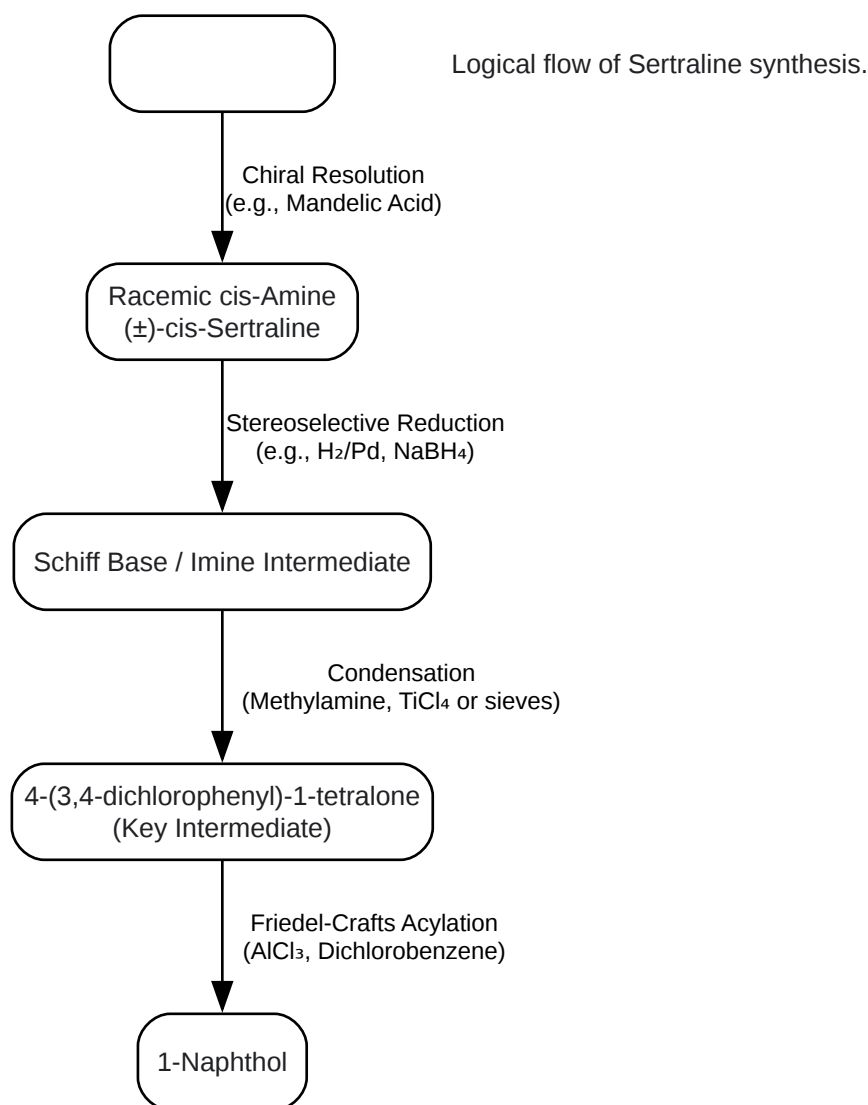 Logical flow of Sertraline synthesis.
Chiral Resolution
(e.g., Mandelic Acid)
Racemic cis-Amine
(±)-cis-Sertraline
Stereoselective Reduction
(e.g., H₂/Pd, NaBH₄)
Schiff Base / Imine Intermediate
Condensation
(Methylamine, TiCl₄ or sieves)
4-(3,4-dichlorophenyl)-1-tetralone
(Key Intermediate)
Friedel-Crafts Acylation
(AlCl₃, Dichlorobenzene)
1-Naphthol